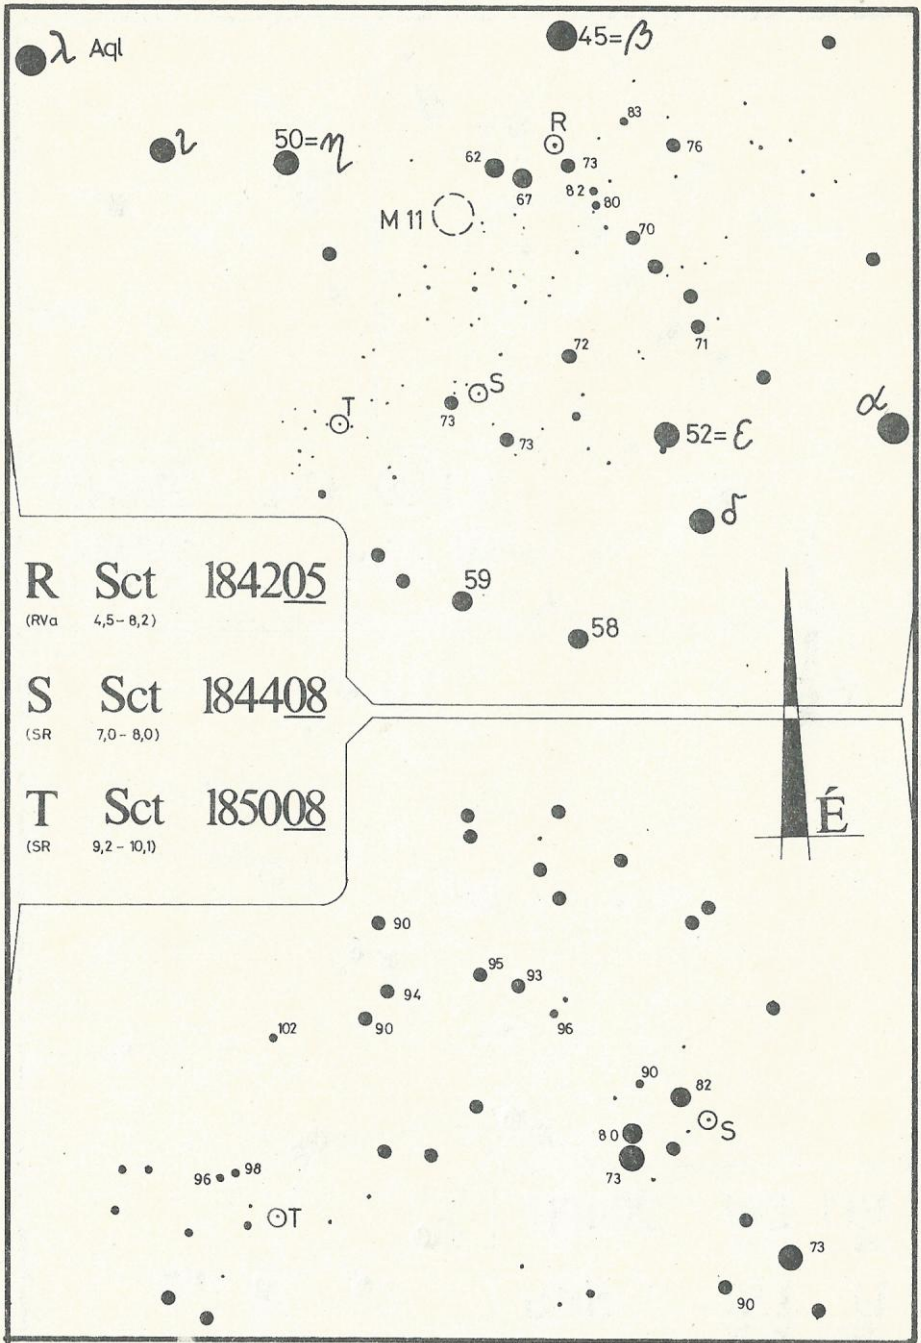 λ Aql
45=β
ι
50=η
R
83
76
62
67
73
82
80
M 11
70
71
72
S
T
73
73
52=ε
α
δ
59
58
R Sct 184205
(RVa 4,5–8,2)
S Sct 184408
(SR 7,0–8,0)
T Sct 185008
(SR 9,2–10,1)
É
90
95
93
94
90
96
102
90
82
80
S
73
96
98
T
73
90